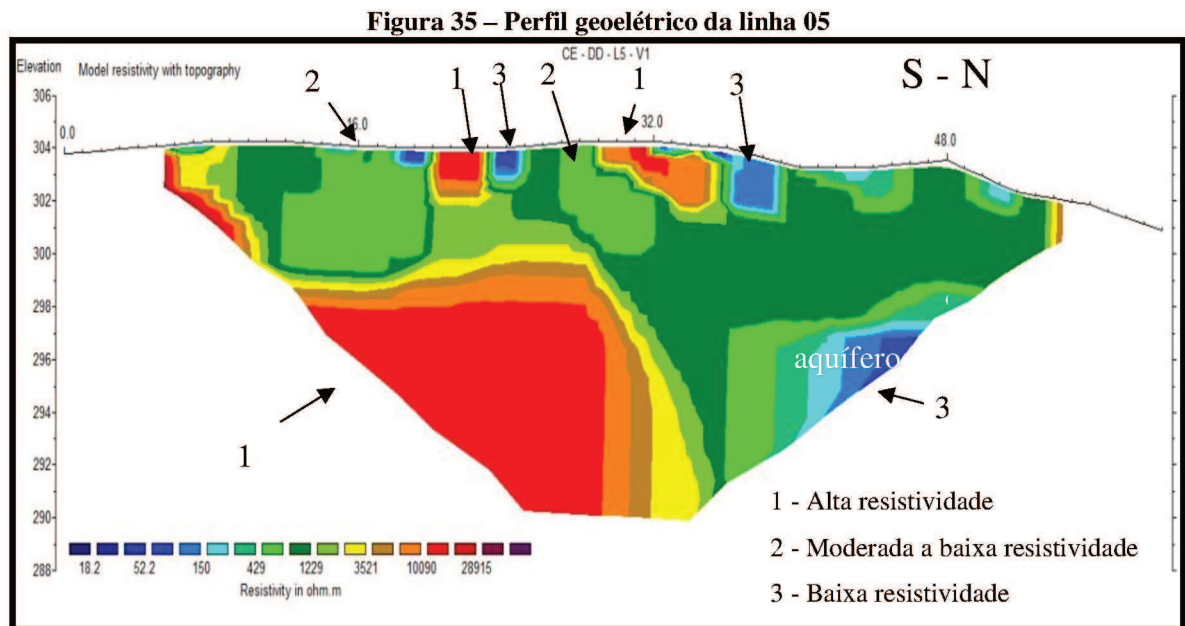 Figura 35 – Perfil geoelétrico da linha 05
CE - DD - L5 - V1
Elevation
Model resistivity with topography
S - N
306
304
302
300
298
296
294
292
290
288
0.0
16.0
32.0
48.0
2
1
3
2
1
3
aquífero
1
3
1 - Alta resistividade
2 - Moderada a baixa resistividade
3 - Baixa resistividade
18.2 52.2 150 429 1229 3521 10090 28915
Resistivity in ohm.m